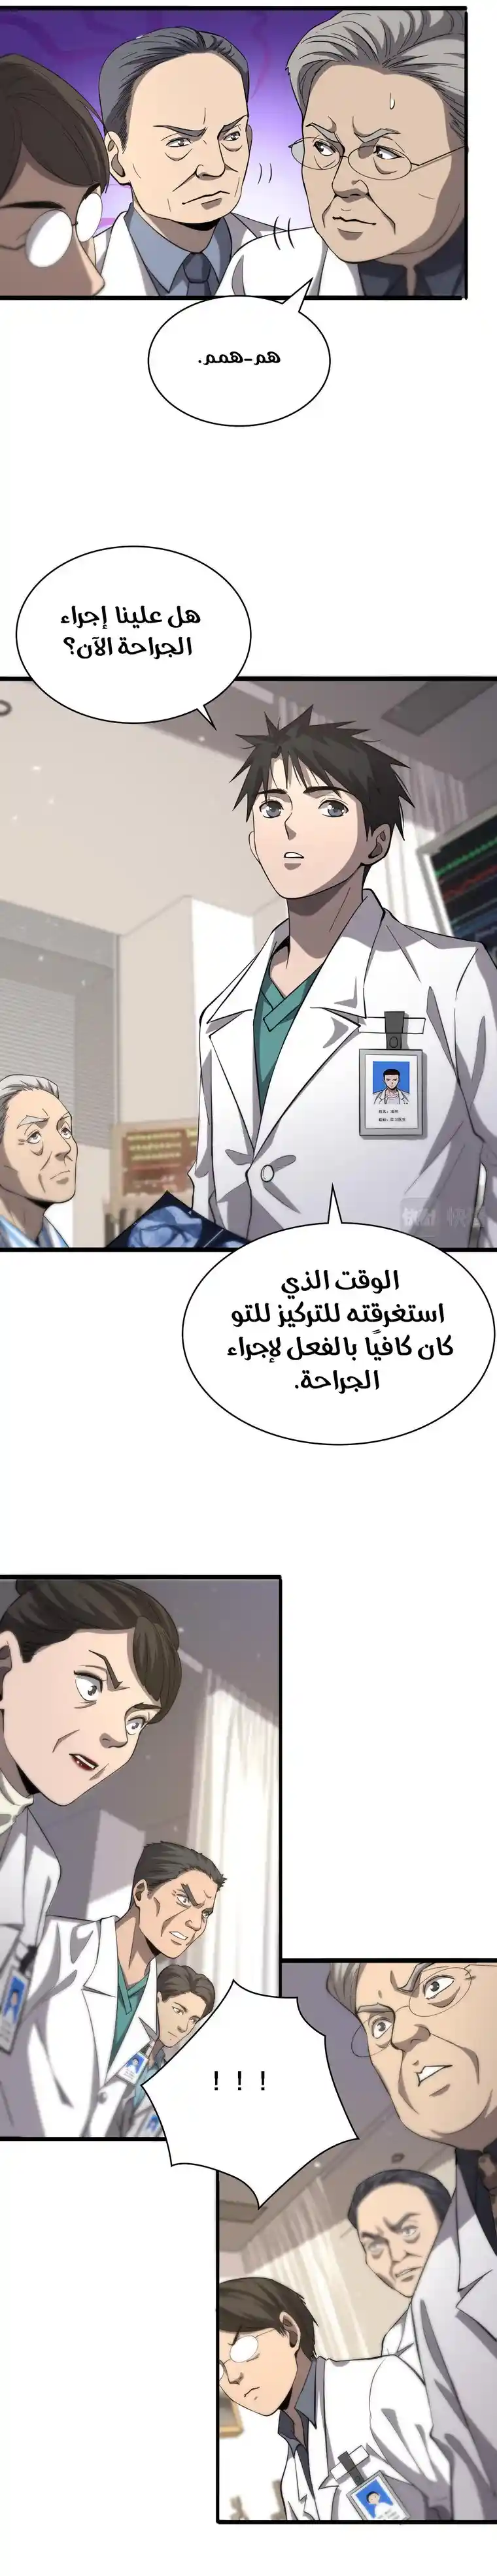 هم-همم.
هل علينا إجراء
الجراحة الآن؟
الوقت الذي
استغرقته للتركيز للتو
كان كافيًا بالفعل لإجراء
الجراحة.
! ! !